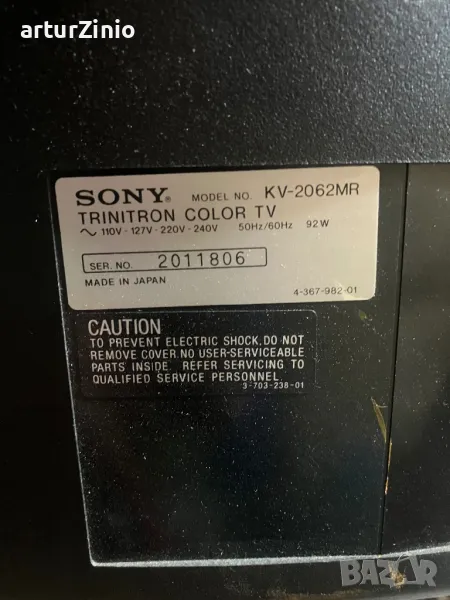 arturZinio
SONY® MODEL NO. KV-2062MR
TRINITRON COLOR TV
~ 110V - 127V - 220V - 240V 50Hz/60Hz 92W
SER. NO. 2011806
MADE IN JAPAN
4-367-982-01
CAUTION
TO PREVENT ELECTRIC SHOCK, DO NOT
REMOVE COVER. NO USER-SERVICEABLE
PARTS INSIDE. REFER SERVICING TO
QUALIFIED SERVICE PERSONNEL.
3-703-238-01
BAZAR